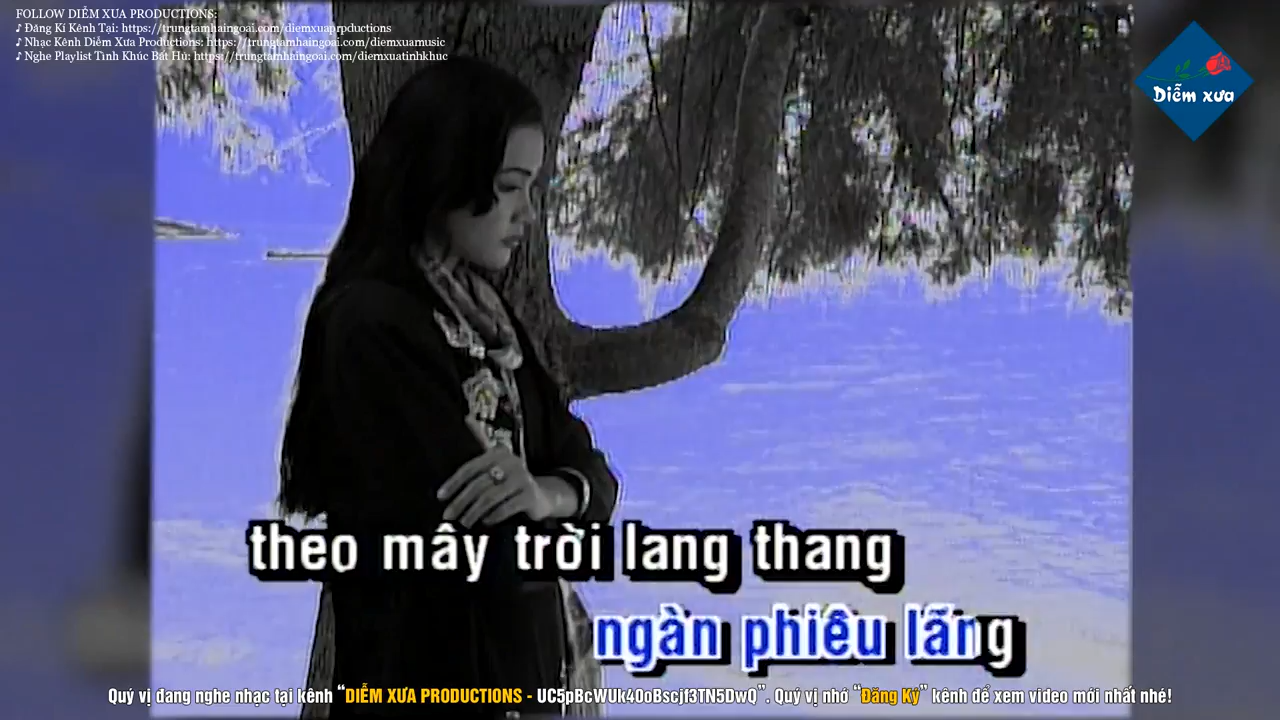 FOLLOW DIỄM XƯA PRODUCTIONS:
♪ Đăng Kí Kênh Tại: https://trungtamhaingoai.com/diemxuaprpductions
♪ Nhạc Kênh Diễm Xưa Productions: https://trungtamhaingoai.com/diemxuamusic
♪ Nghe Playlist Tình Khúc Bất Hủ: https://trungtamhaingoai.com/diemxuatinhkhuc
Diễm xưa
theo mây trời lang thang
ngàn phiêu lãng
Quý vị đang nghe nhạc tại kênh “DIỄM XƯA PRODUCTIONS - UC5pBcWUk4OoBscjf3TN5DwQ”. Quý vị nhớ “Đăng Ký” kênh để xem video mới nhất nhé!